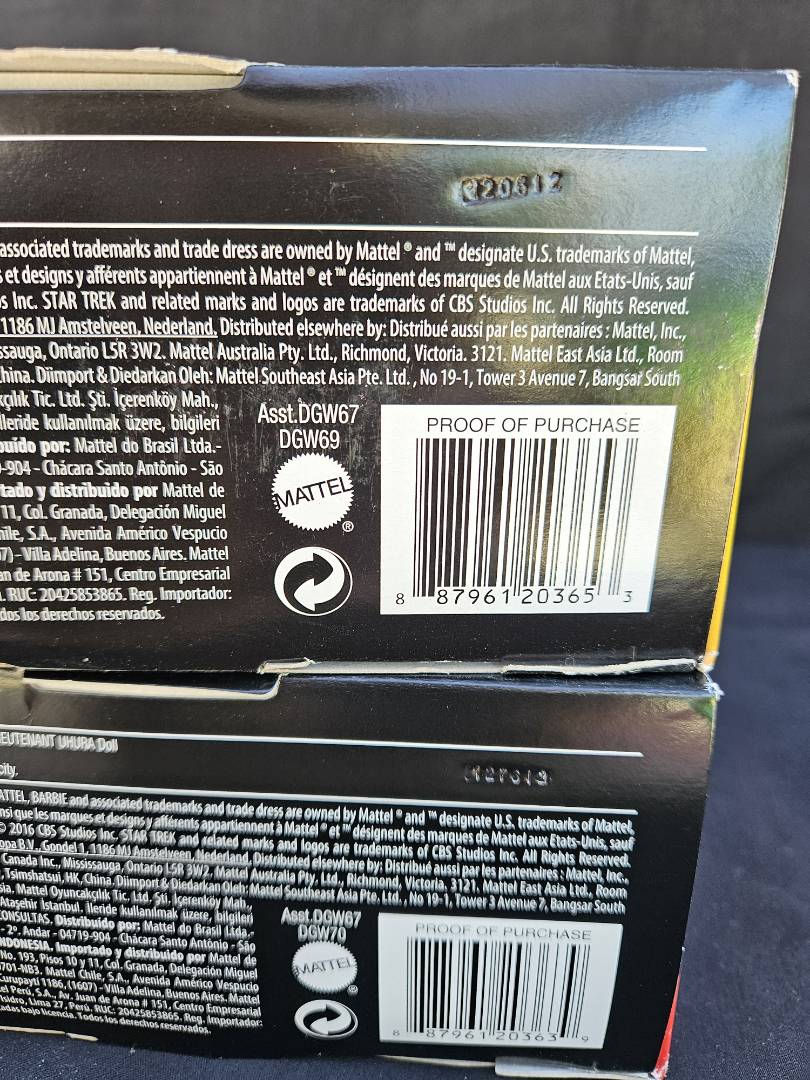 associated trademarks and trade dress are owned by Mattel ® and ™ designate U.S. trademarks of Mattel,
s et designs y afférents appartiennent à Mattel ® et ™ désignent des marques de Mattel aux Etats-Unis, sauf
s Inc. STAR TREK and related marks and logos are trademarks of CBS Studios Inc. All Rights Reserved.
1186 MJ Amstelveen, Nederland. Distributed elsewhere by: Distribué aussi par les partenaires : Mattel, Inc.,
ssauga, Ontario L5R 3W2. Mattel Australia Pty. Ltd., Richmond, Victoria. 3121. Mattel East Asia Ltd., Room
China. Diimport & Diedarkan Oleh: Mattel Southeast Asia Pte. Ltd. , No 19-1, Tower 3 Avenue 7, Bangsar South
kçılık Tic. Ltd. Şti. İçerenköy Mah.,
İleride kullanılmak üzere, bilgileri
buido por: Mattel do Brasil Ltda.-
-904 - Chácara Santo Antônio - São
tado y distribuido por Mattel de
11, Col. Granada, Delegación Miguel
hile, S.A., Avenida Américo Vespucio
7) - Villa Adelina, Buenos Aires. Mattel
an de Arona # 151, Centro Empresarial
. RUC: 20425853865. Reg. Importador:
dos los derechos reservados.
Asst.DGW67
DGW69
MATTEL
®
PROOF OF PURCHASE
8 87961 20365 3
LIEUTENANT UHURA Doll
city.
ATTEL, BARBIE and associated trademarks and trade dress are owned by Mattel ® and ™ designate U.S. trademarks of Mattel,
nsi que les marques et designs y afférents appartiennent à Mattel ® et ™ désignent des marques de Mattel aux Etats-Unis, sauf
© 2016 CBS Studios Inc. STAR TREK and related marks and logos are trademarks of CBS Studios Inc. All Rights Reserved.
opa B.V., Gondel 1, 1186 MJ Amstelveen, Nederland. Distributed elsewhere by: Distribué aussi par les partenaires : Mattel, Inc.,
Canada Inc., Mississauga, Ontario L5R 3W2. Mattel Australia Pty. Ltd., Richmond, Victoria. 3121. Mattel East Asia Ltd., Room
, Tsimshatsui, HK, China. Diimport & Diedarkan Oleh: Mattel Southeast Asia Pte. Ltd. , No 19-1, Tower 3 Avenue 7, Bangsar South
sia. Mattel Oyuncakçılık Tic. Ltd. Şti. İçerenköy Mah.,
Ataşehir İstanbul. İleride kullanılmak üzere, bilgileri
CONSULTAS. Distribuído por: Mattel do Brasil Ltda.-
- 2º. Andar - 04719-904 - Chácara Santo Antônio - São
INDONESIA. Importado y distribuido por Mattel de
No. 193, Pisos 10 y 11, Col. Granada, Delegación Miguel
701-NB3. Mattel Chile, S.A., Avenida Américo Vespucio
Curupaytí 1186, (1607) - Villa Adelina, Buenos Aires. Mattel
el Perú, S.A., Av. Juan de Arona # 151, Centro Empresarial
Isidro, Lima 27, Perú. RUC: 20425853865. Reg. Importador:
adas bajo licencia. Todos los derechos reservados.
Asst.DGW67
DGW70
MATTEL
®
PROOF OF PURCHASE
8 87961 20363 9